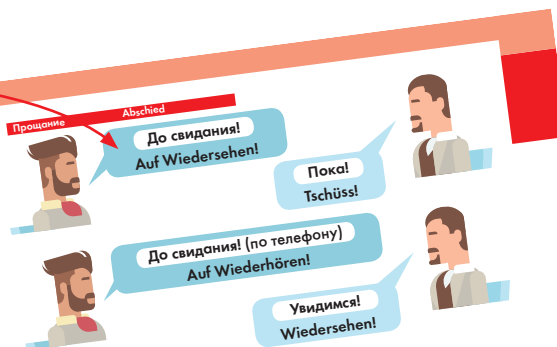 Прощание Abschied
До свидания!
Auf Wiedersehen!
Пока!
Tschüss!
До свидания! (по телефону)
Auf Wiederhören!
Увидимся!
Wiedersehen!